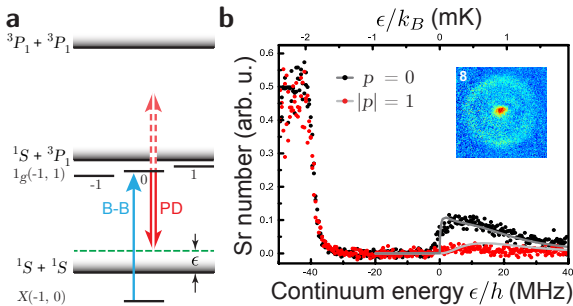 a
³P₁ + ³P₁
¹S + ³P₁
1g(-1, 1)
-1
0
1
B-B
PD
ϵ
¹S + ¹S
X(-1, 0)
b
ϵ/k_B (mK)
-2
-1
0
1
Sr number (arb. u.)
0.6
0.5
0.4
0.3
0.2
0.1
0.0
p = 0
|p| = 1
8
-50
-40
-20
0
20
40
Continuum energy ϵ/h (MHz)